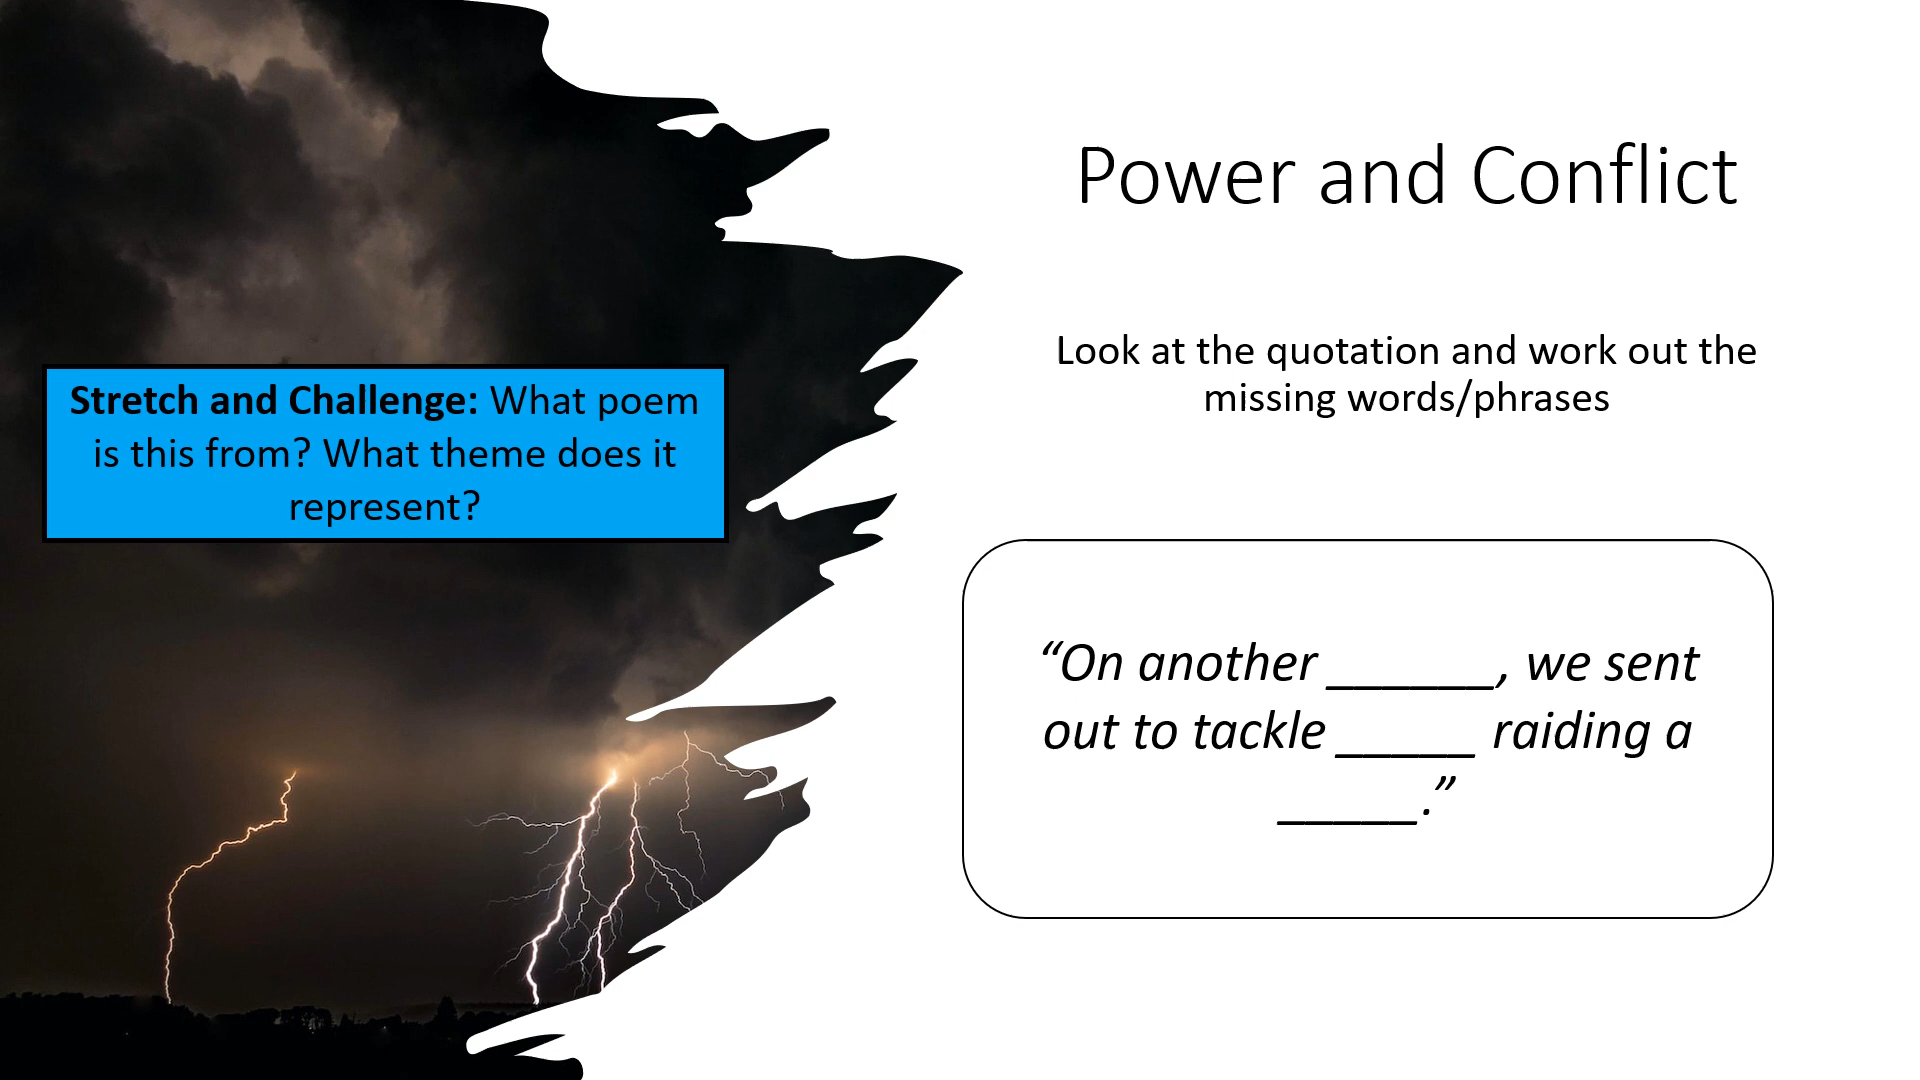 Power and Conflict
Look at the quotation and work out the
missing words/phrases
Stretch and Challenge: What poem
is this from? What theme does it
represent?
“On another ______, we sent
out to tackle _____ raiding a
_____.”